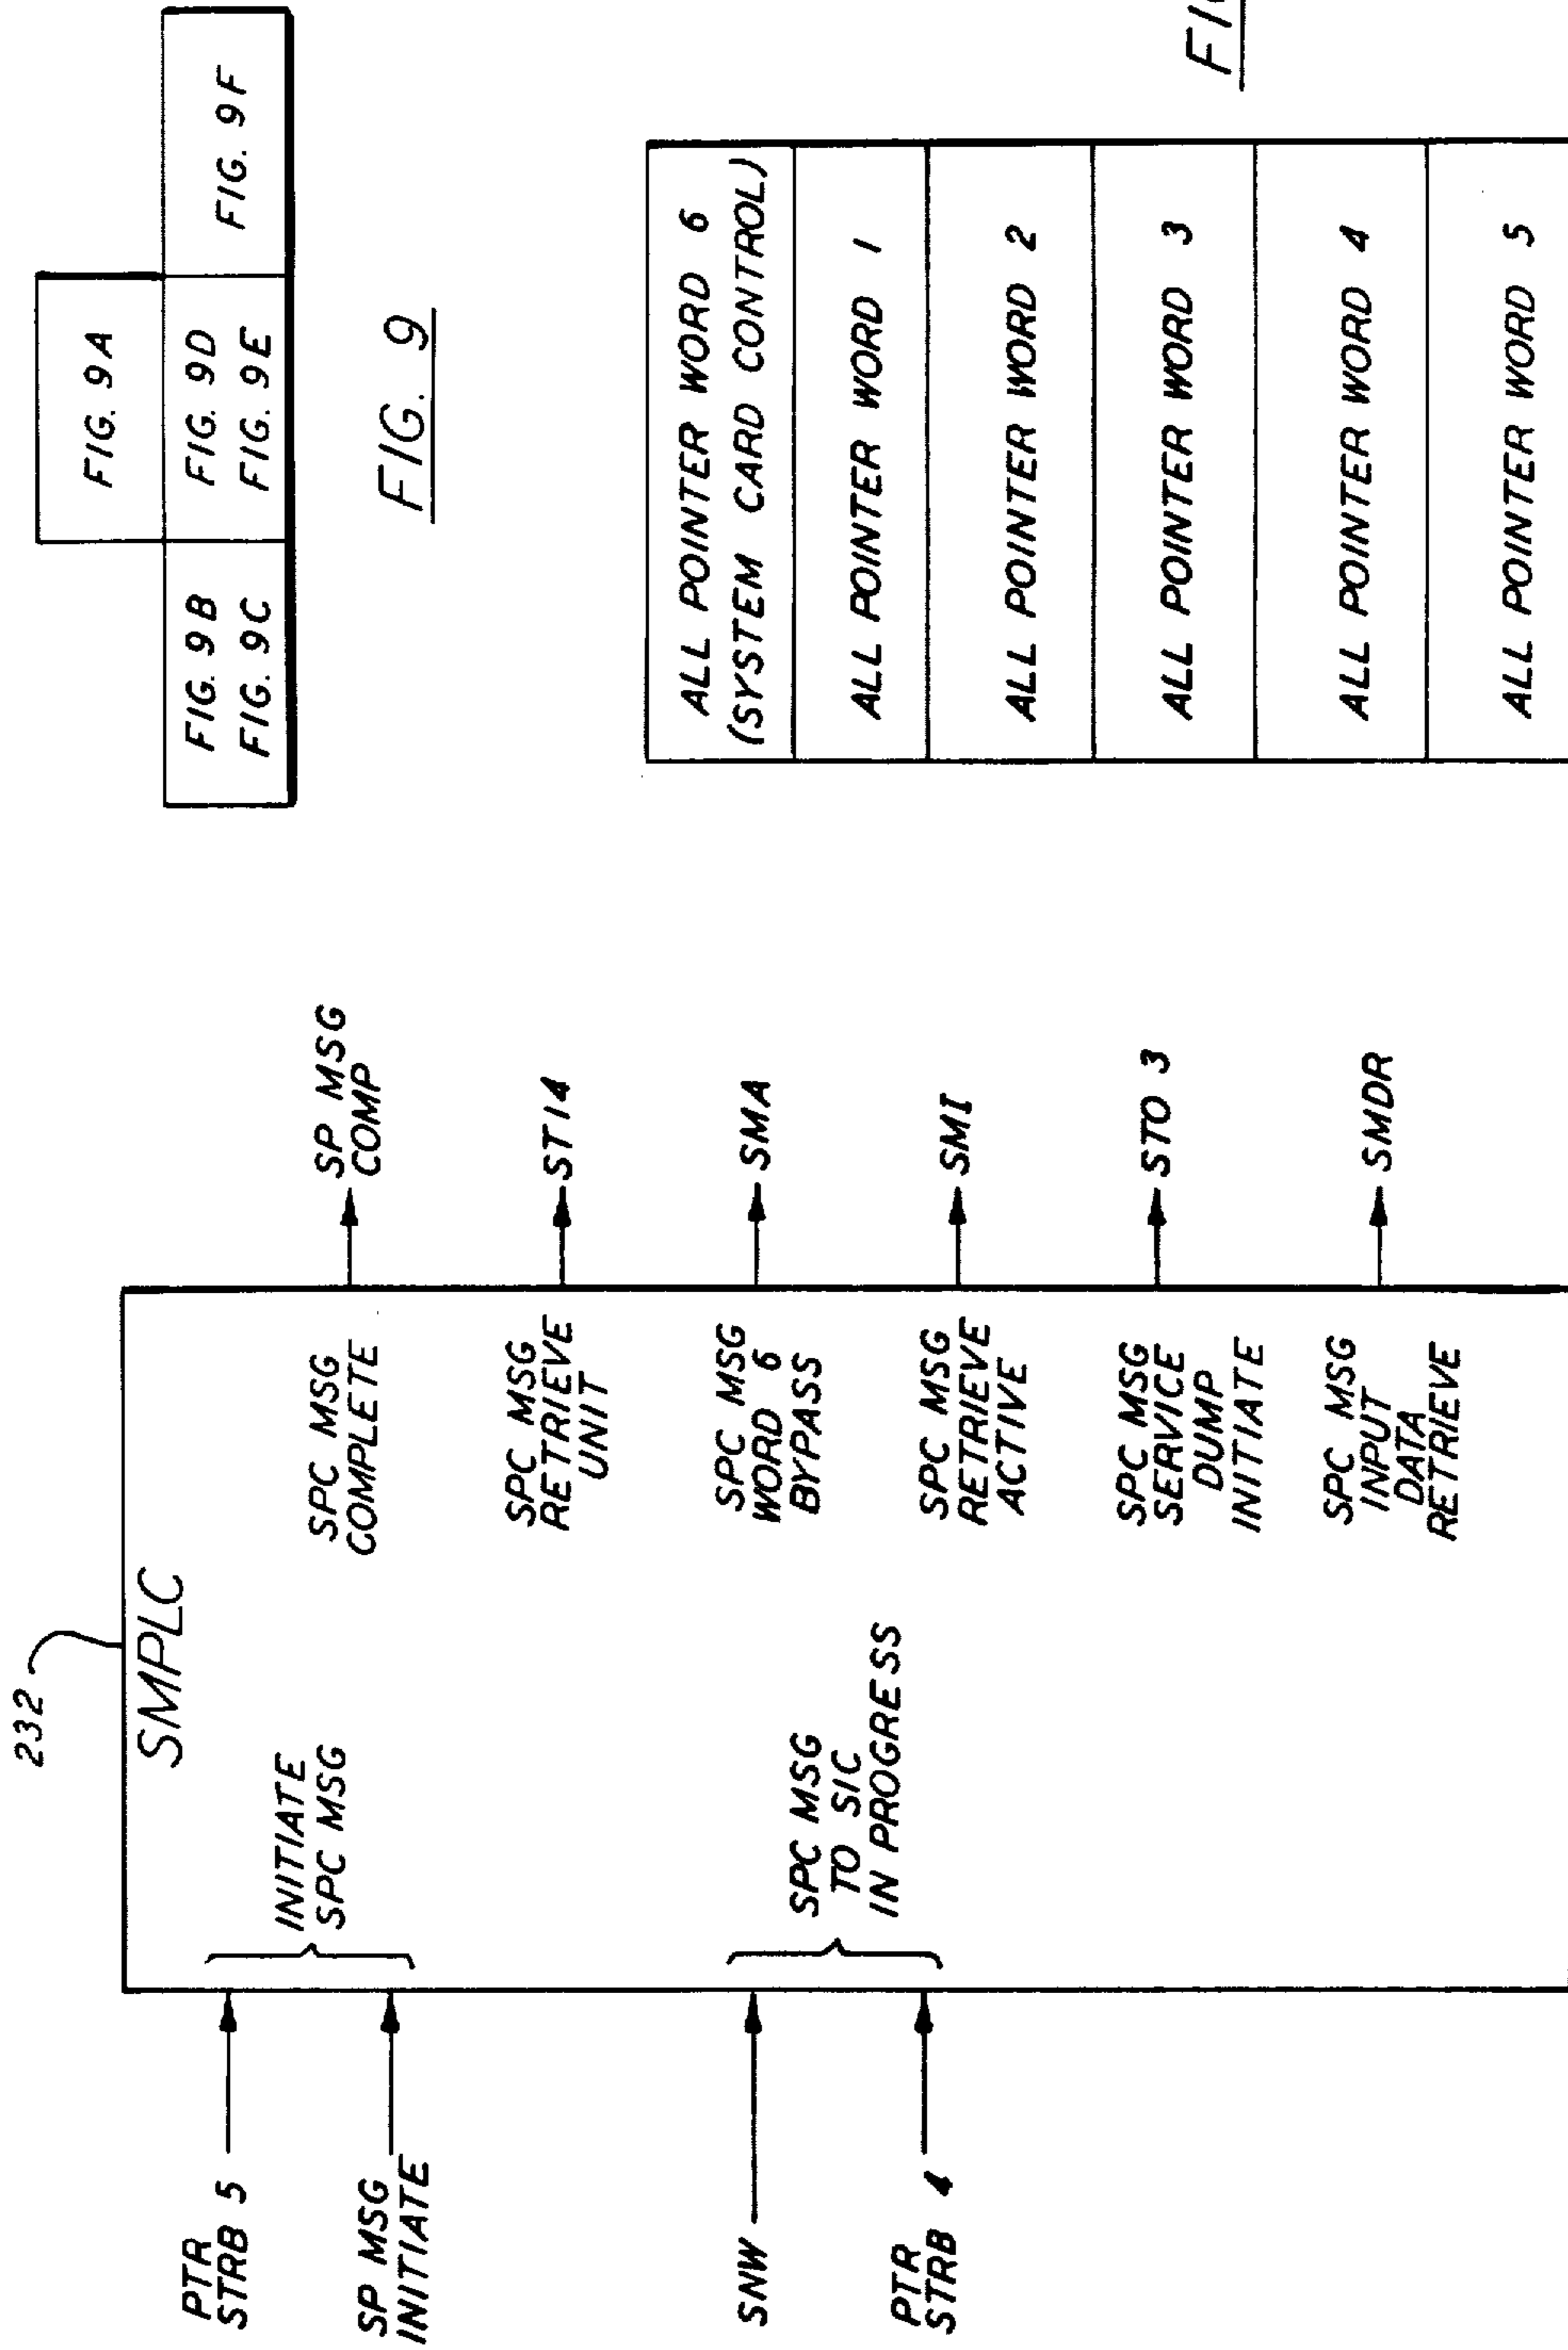 232
SMPLC
PTR
STRB 5
SP MSG
INITIATE
INITIATE
SPC MSG
SNW
PTR
STRB 4
SPC MSG
TO SIC
IN PROGRESS
SPC MSG
COMPLETE
SP MSG
COMP
SPC MSG
RETRIEVE
UNIT
ST14
SPC MSG
WORD 6
BYPASS
SMA
SPC MSG
RETRIEVE
ACTIVE
SMI
SPC MSG
SERVICE
DUMP
INITIATE
STO 3
SPC MSG
INPUT
DATA
RETRIEVE
SMDR
FIG. 9A
FIG. 9B
FIG. 9C
FIG. 9D
FIG. 9E
FIG. 9F
FIG. 9
ALL POINTER WORD 6
(SYSTEM CARD CONTROL)
ALL POINTER WORD 1
ALL POINTER WORD 2
ALL POINTER WORD 3
ALL POINTER WORD 4
ALL POINTER WORD 5